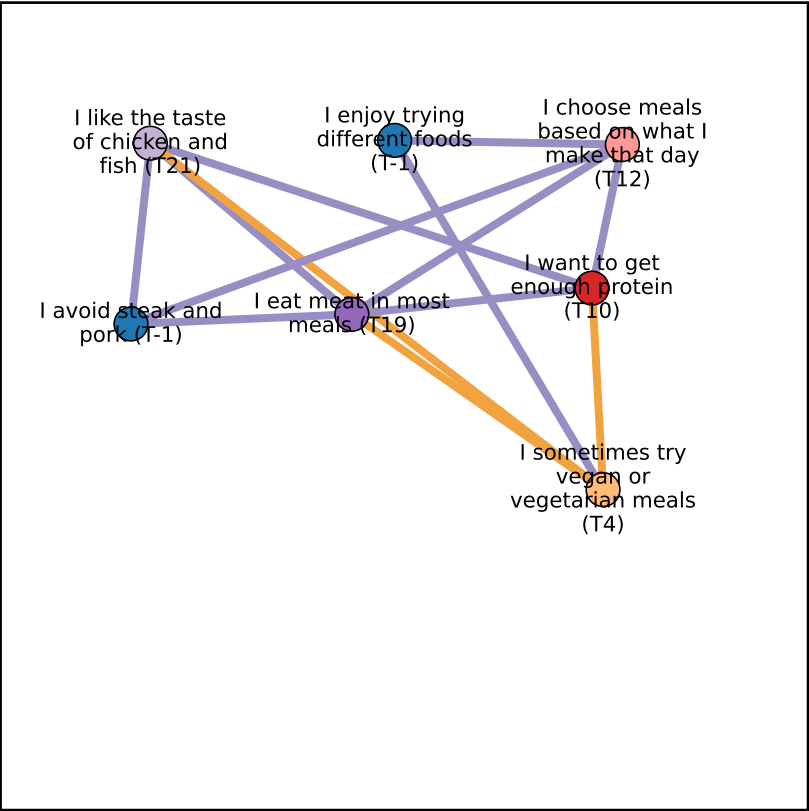 I like the taste
of chicken and
fish (T21)
I enjoy trying
different foods
(T-1)
I choose meals
based on what I
make that day
(T12)
I want to get
enough protein
(T10)
I avoid steak and
pork (T-1)
I eat meat in most
meals (T19)
I sometimes try
vegan or
vegetarian meals
(T4)